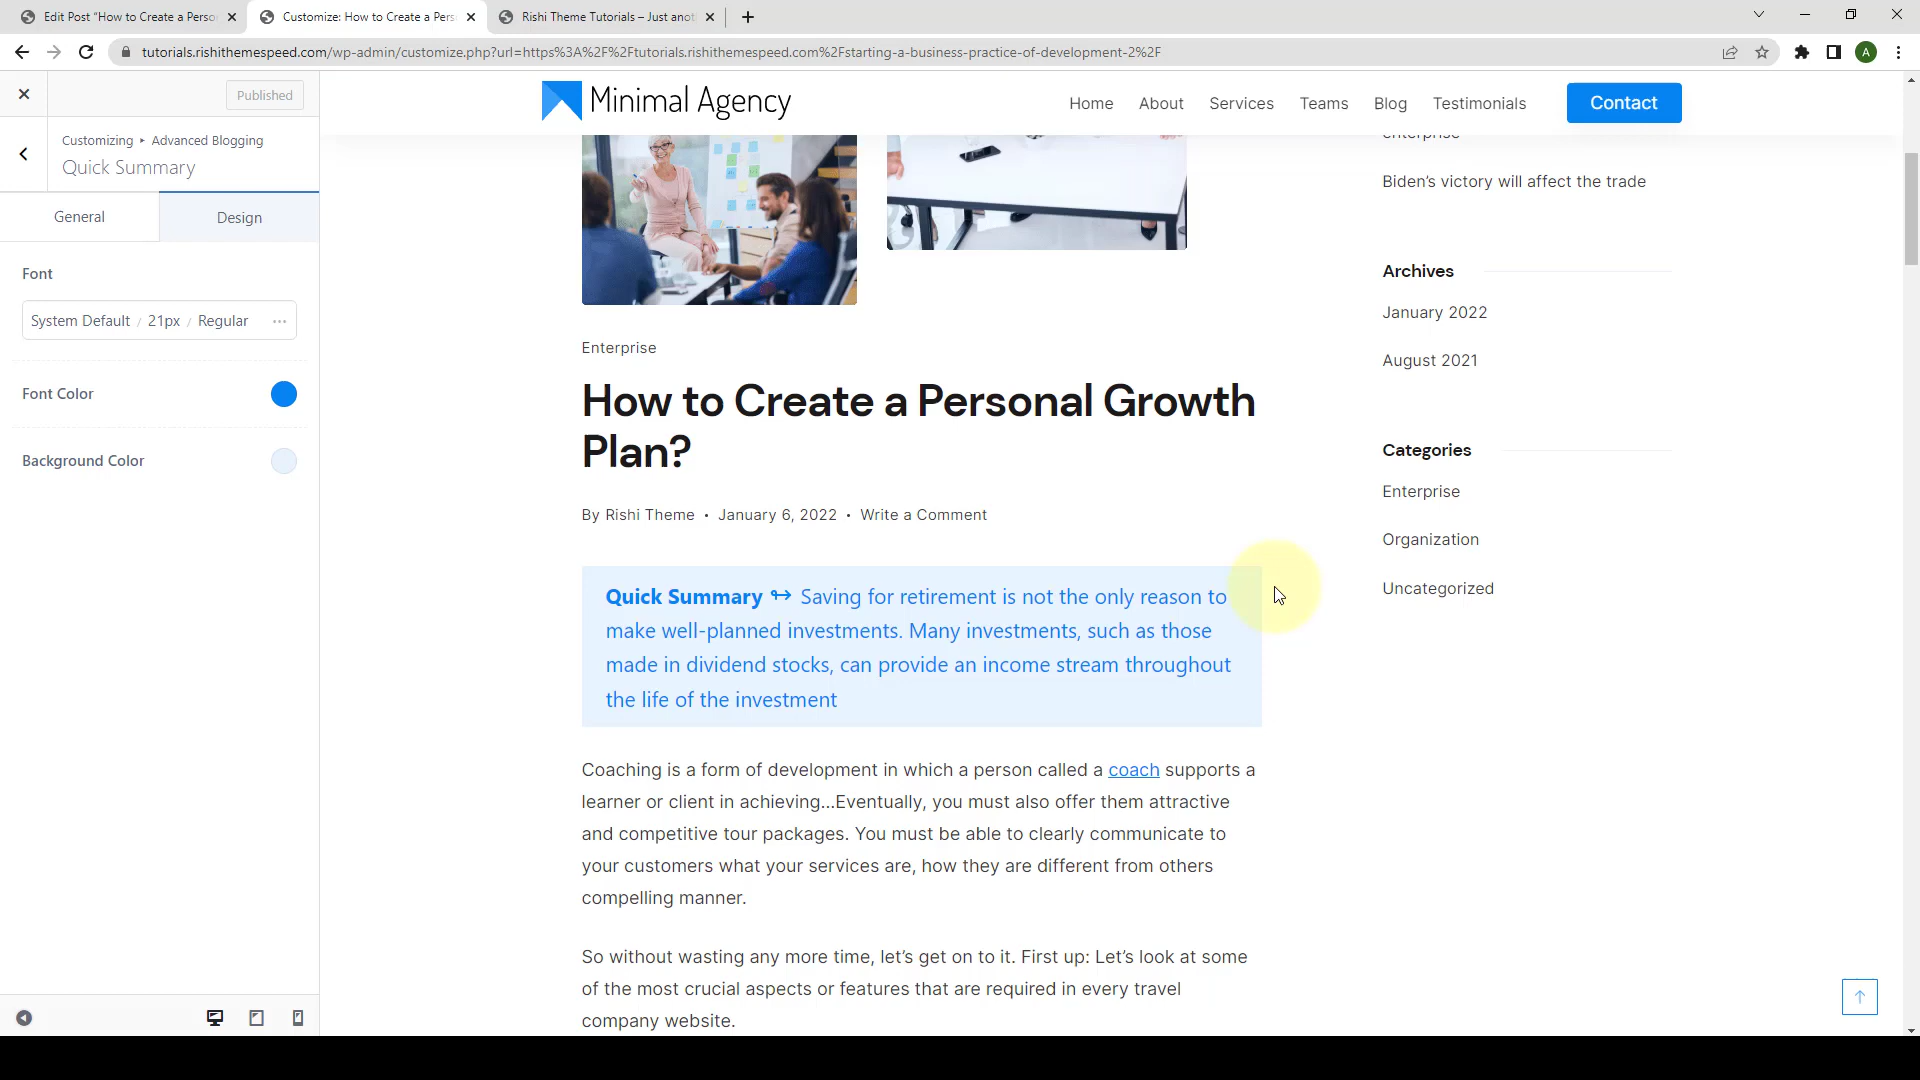 Edit Post "How to Create a Perso
Customize: How to Create a Pers
Rishi Theme Tutorials – Just anot
tutorials.rishithemespeed.com/wp-admin/customize.php?url=https%3A%2F%2Ftutorials.rishithemespeed.com%2Fstarting-a-business-practice-of-development-2%2F
A
Published
Customizing ▸ Advanced Blogging
Quick Summary
General
Design
Font
System Default / 21px / Regular
Font Color
Background Color
Minimal Agency
Home
About
Services
Teams
Blog
Testimonials
Contact
enterprise
Biden's victory will affect the trade
Archives
January 2022
August 2021
Categories
Enterprise
Organization
Uncategorized
Enterprise
How to Create a Personal Growth
Plan?
By Rishi Theme • January 6, 2022 • Write a Comment
Quick Summary ↔ Saving for retirement is not the only reason to
make well-planned investments. Many investments, such as those
made in dividend stocks, can provide an income stream throughout
the life of the investment
Coaching is a form of development in which a person called a coach supports a
learner or client in achieving…Eventually, you must also offer them attractive
and competitive tour packages. You must be able to clearly communicate to
your customers what your services are, how they are different from others
compelling manner.
So without wasting any more time, let's get on to it. First up: Let's look at some
of the most crucial aspects or features that are required in every travel
company website.